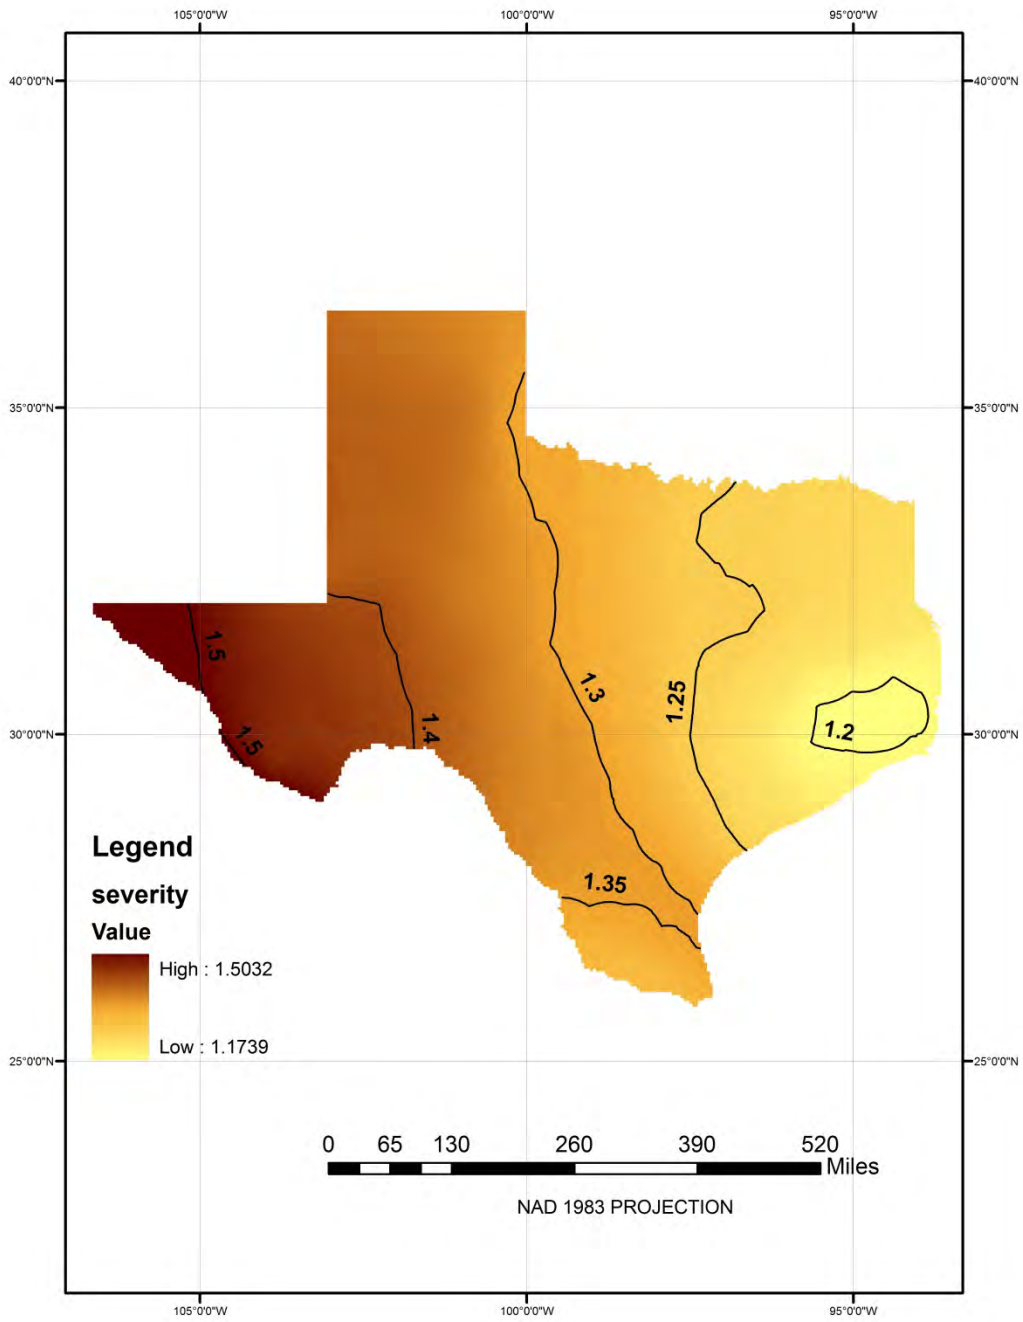 105°0'0"W 100°0'0"W 95°0'0"W
40°0'0"N 40°0'0"N
35°0'0"N 35°0'0"N
1.5
1.3
1.25
1.5
1.4
1.2
30°0'0"N 30°0'0"N
Legend
1.35
severity
Value
High : 1.5032
Low : 1.1739
25°0'0"N 25°0'0"N
0 65 130 260 390 520
Miles
NAD 1983 PROJECTION
105°0'0"W 100°0'0"W 95°0'0"W